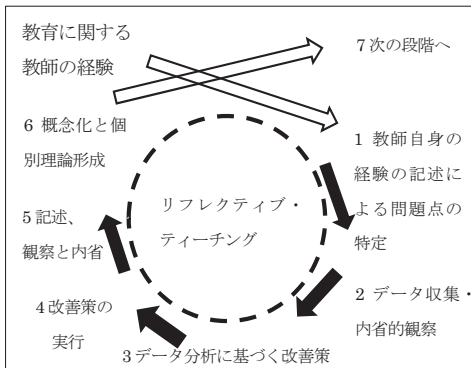 教育に関する
教師の経験
7次の段階へ
1 教師自身の
経験の記述に
よる問題点の
特定
2 データ収集・
内省的観察
3データ分析に基づく改善策
4改善策の
実行
5記述、
観察と内省
6 概念化と個
別理論形成
リフレクティブ・
ティーチング